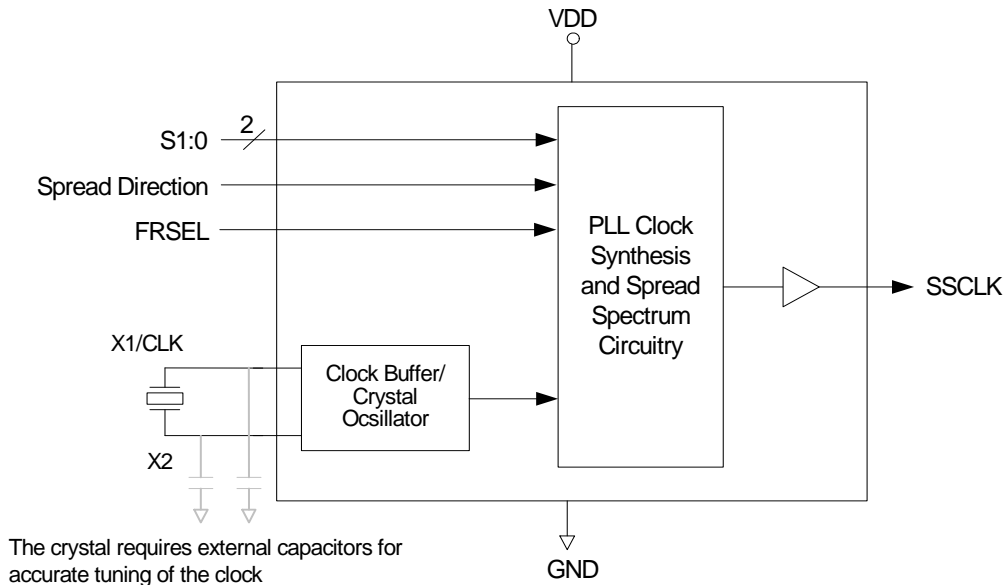 VDD
2
S1:0
Spread Direction
FRSEL
PLL Clock
Synthesis
and Spread
Spectrum
Circuitry
SSCLK
X1/CLK
Clock Buffer/
Crystal
Ocsillator
X2
The crystal requires external capacitors for
accurate tuning of the clock
GND